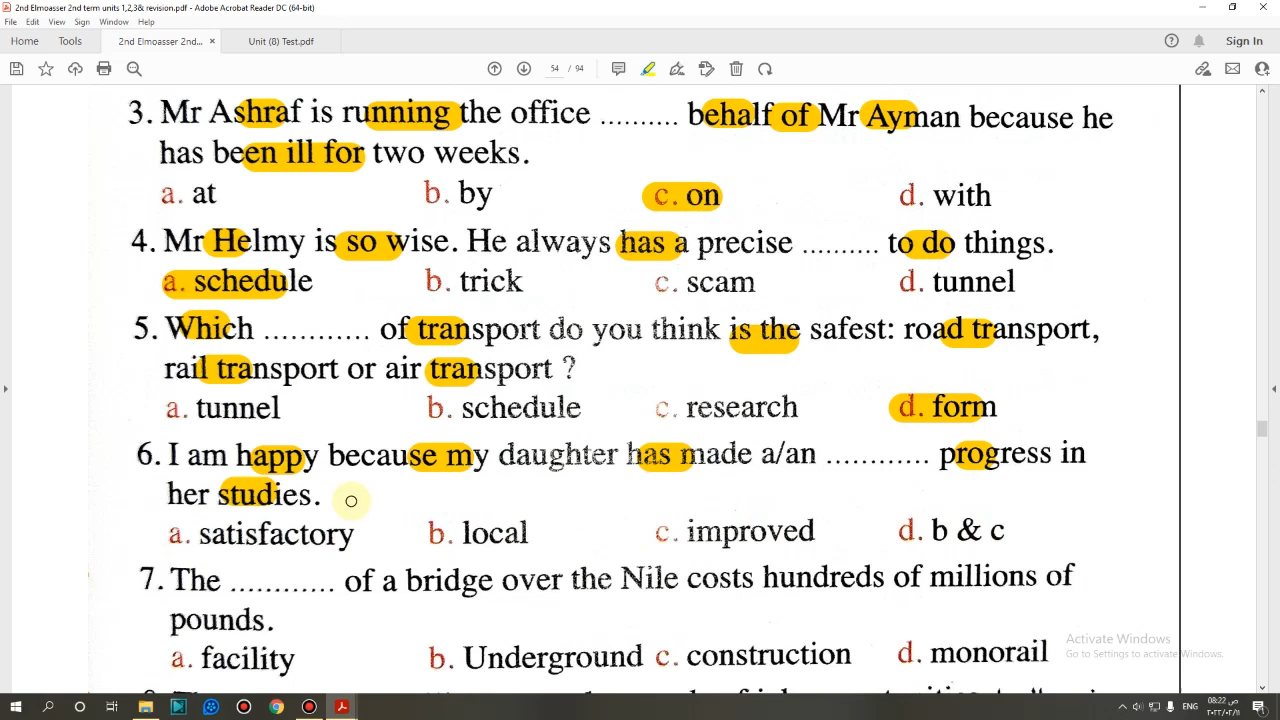 2nd Elmoasser 2nd term units 1,2,3& revision.pdf - Adobe Acrobat Reader DC (64-bit)
File Edit View Sign Window Help
Home Tools 2nd Elmoasser 2nd... × Unit (8) Test.pdf Sign In
54 / 94
3. Mr Ashraf is running the office .......... behalf of Mr Ayman because he
has been ill for two weeks.
a. at b. by c. on d. with
4. Mr Helmy is so wise. He always has a precise .......... to do things.
a. schedule b. trick c. scam d. tunnel
5. Which ............ of transport do you think is the safest: road transport,
rail transport or air transport ?
a. tunnel b. schedule c. research d. form
6. I am happy because my daughter has made a/an ............ progress in
her studies.
a. satisfactory b. local c. improved d. b & c
7. The ............ of a bridge over the Nile costs hundreds of millions of
pounds.
a. facility b. Underground c. construction d. monorail
Activate Windows
Go to Settings to activate Windows.
ENG
08:22 ص